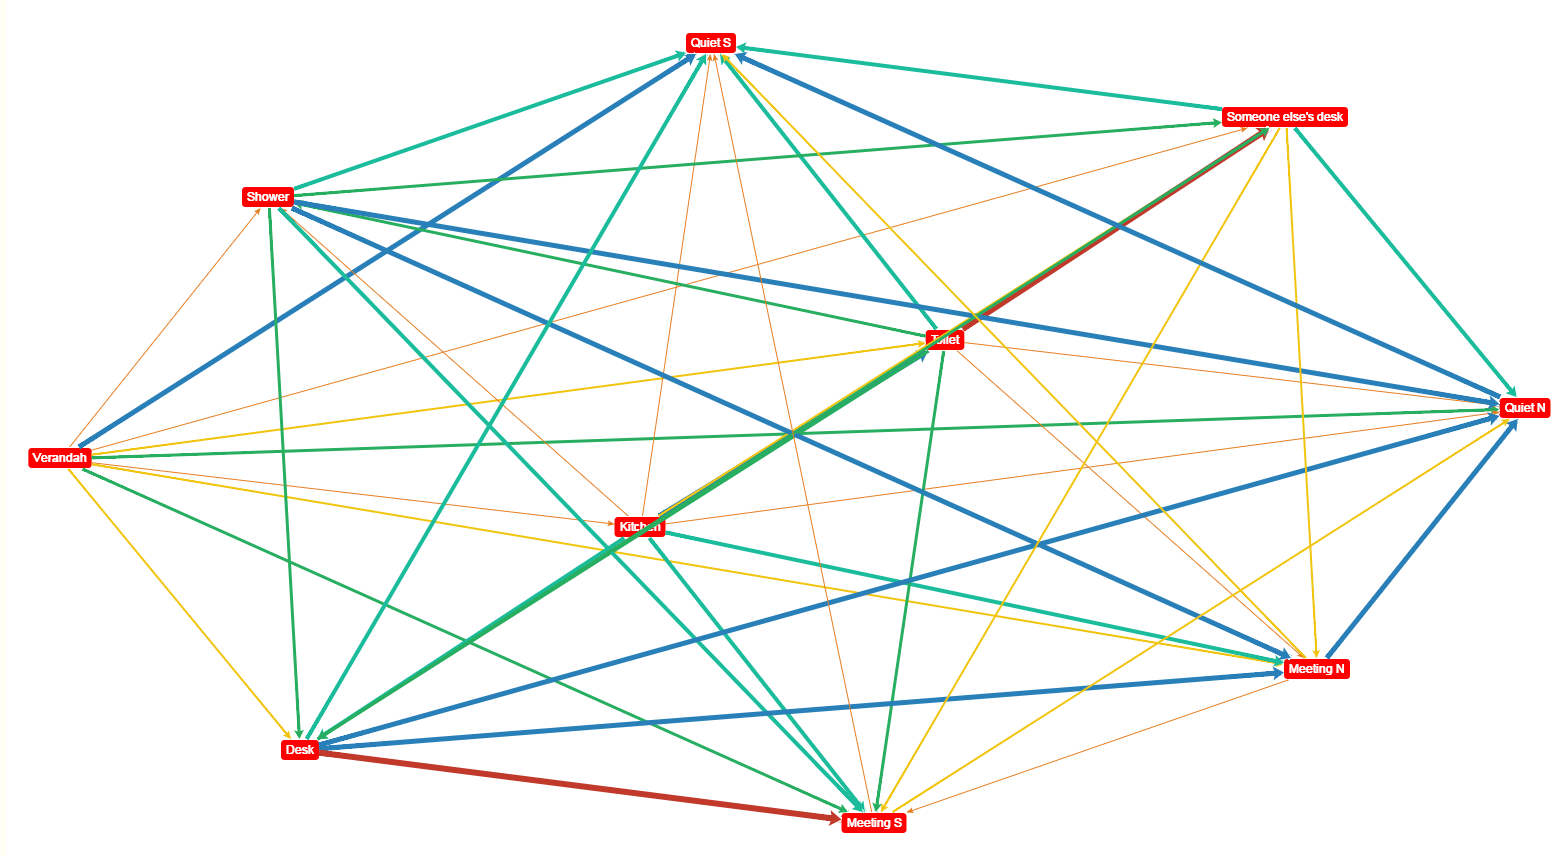 Quiet S
Someone else's desk
Shower
Toilet
Quiet N
Verandah
Kitchen
Meeting N
Desk
Meeting S